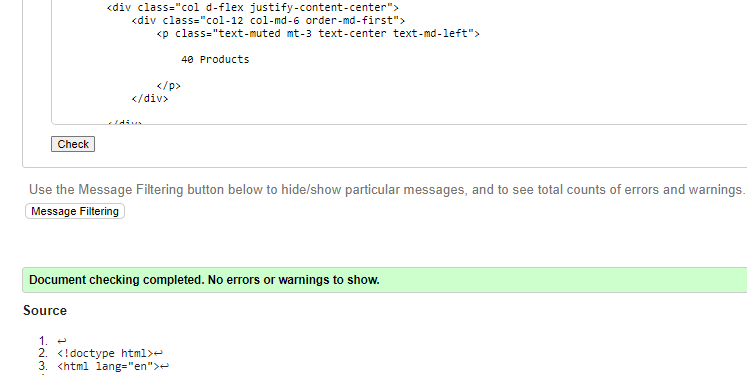 <div class="col d-flex justify-content-center">
<div class="col-12 col-md-6 order-md-first">
<p class="text-muted mt-3 text-center text-md-left">
40 Products
</p>
</div>
</div>
Check
Use the Message Filtering button below to hide/show particular messages, and to see total counts of errors and warnings.
Message Filtering
Document checking completed. No errors or warnings to show.
Source
1. ↩
2. <!doctype html>↩
3. <html lang="en">↩